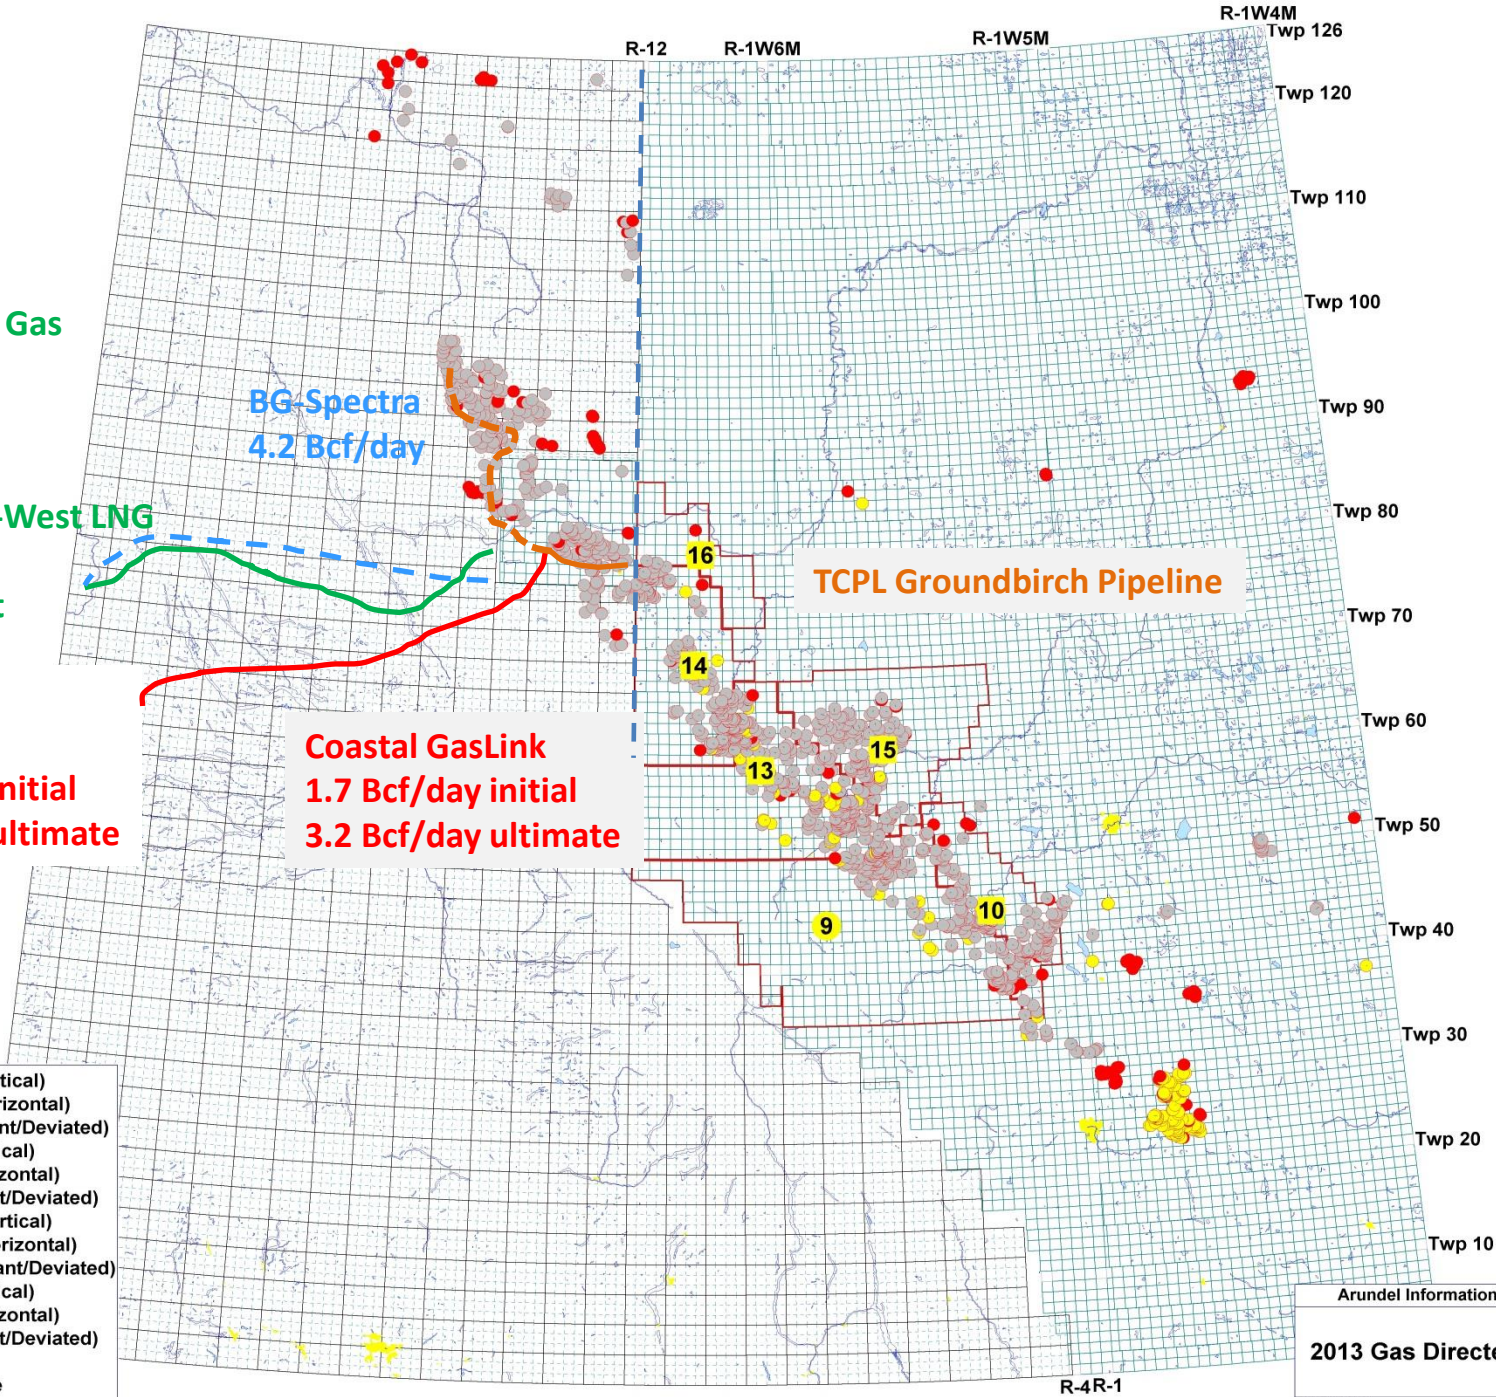 R-1W4M
Twp 126
R-12
R-1W6M
R-1W5M
Twp 120
Twp 110
Twp 100
Gas
BG-Spectra
4.2 Bcf/day
Twp 90
-West LNG
Twp 80
16
TCPL Groundbirch Pipeline
t
Twp 70
14
Twp 60
Coastal GasLink
1.7 Bcf/day initial
3.2 Bcf/day ultimate
15
13
nitial
ultimate
Twp 50
10
9
Twp 40
Twp 30
tical)
rizontal)
nt/Deviated)
cal)
zontal)
t/Deviated)
rtical)
orizontal)
ant/Deviated)
cal)
zontal)
t/Deviated)
e
Twp 20
Twp 10
Arundel Information
2013 Gas Directe
R-4 R-1